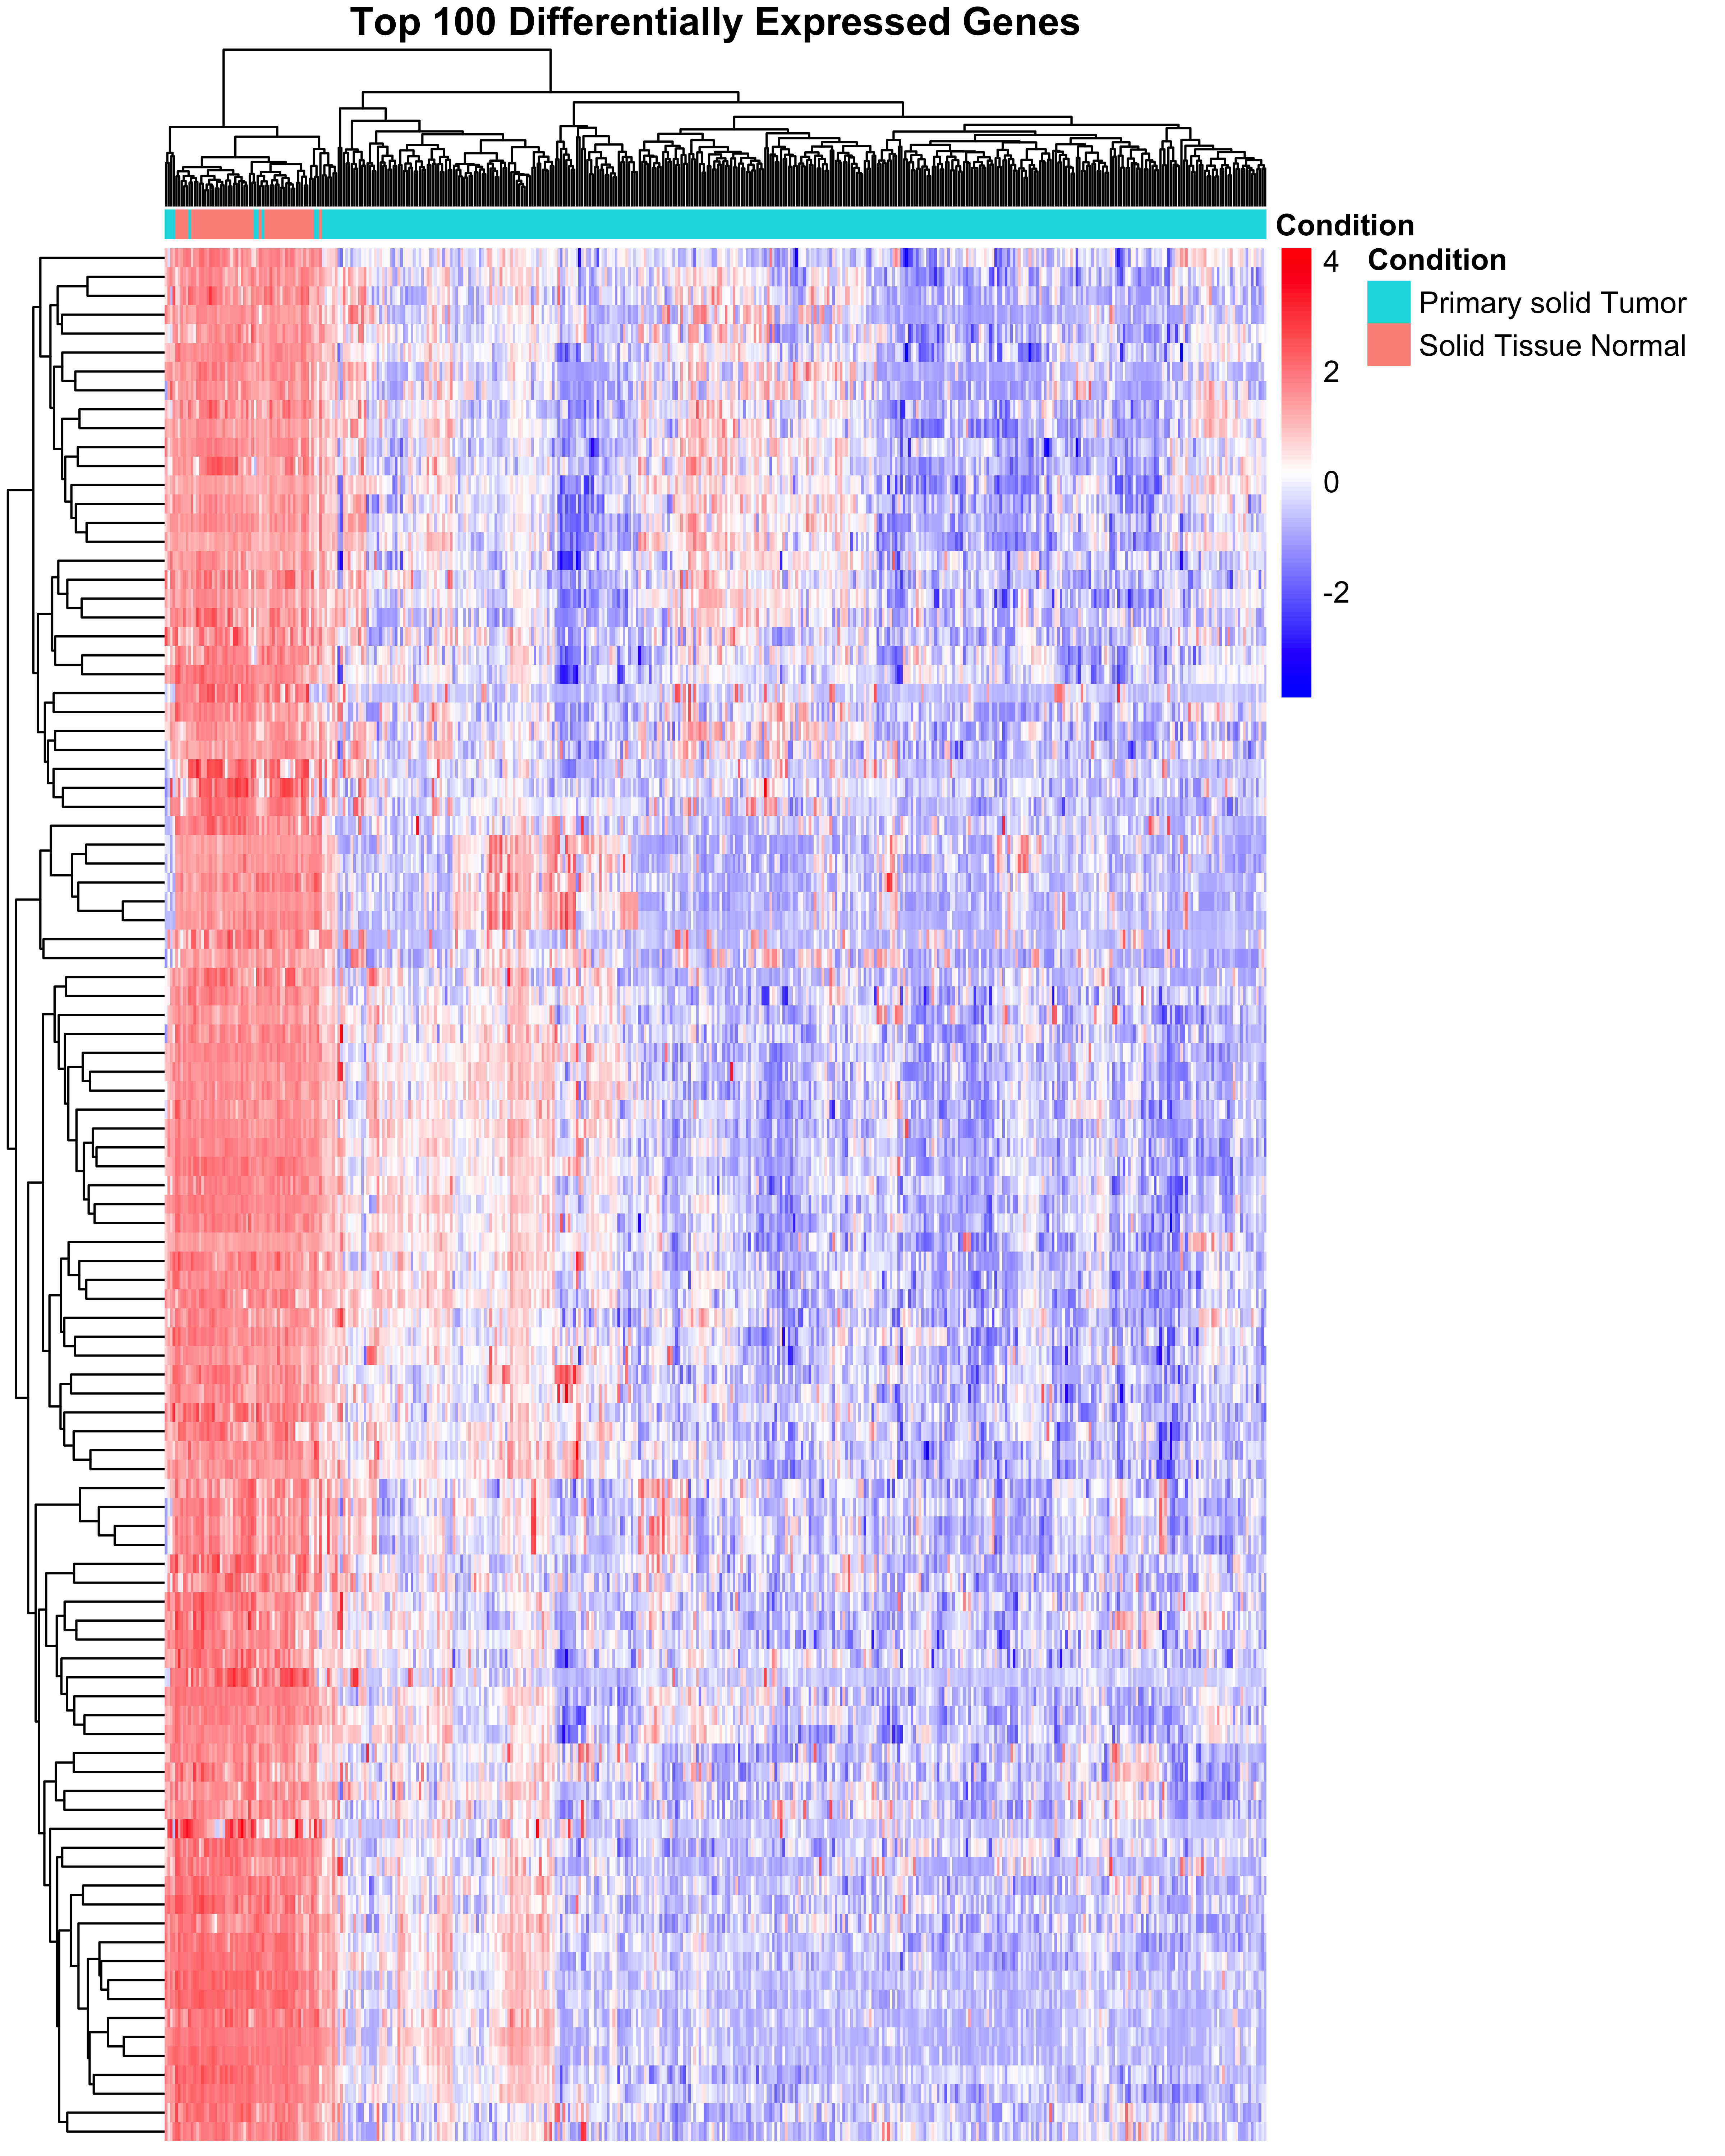 Top 100 Differentially Expressed Genes
Condition
4
2
0
-2
Condition
Primary solid Tumor
Solid Tissue Normal